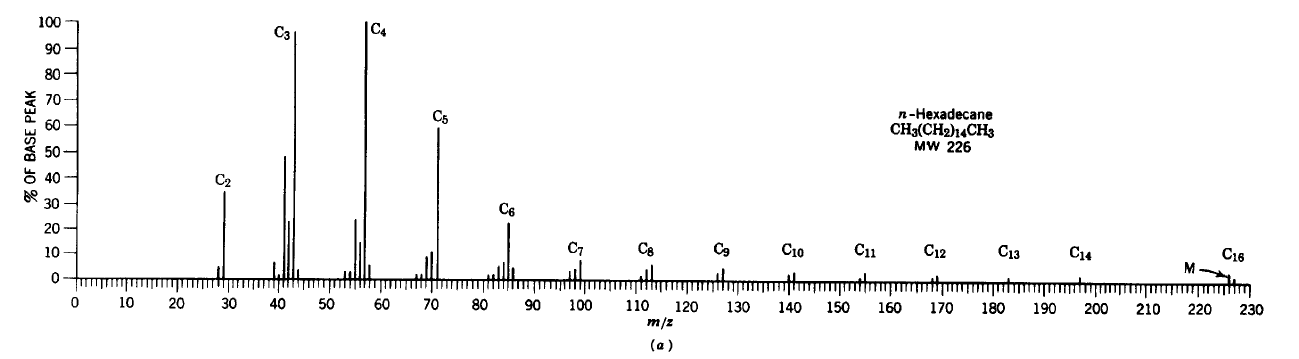 % OF BASE PEAK
100
90
80
70
60
50
40
30
20
10
0
C2
C3
C4
C5
C6
C7
C8
C9
C10
C11
C12
C13
C14
M
C16
n-Hexadecane
CH3(CH2)14CH3
MW 226
0 10 20 30 40 50 60 70 80 90 100 110 120 130 140 150 160 170 180 190 200 210 220 230
m/z
(a)